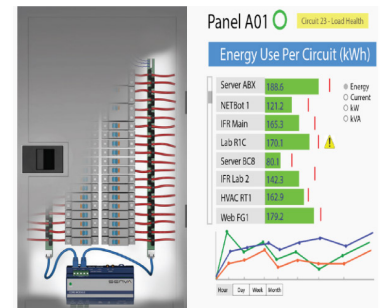 Panel A01
Circuit 23 - Load Health
Energy Use Per Circuit (kWh)
Server ABX 188.6
NETBot 1 121.2
IFR Main 165.3
Lab R1C 170.1
Server BC8 80.1
IFR Lab 2 142.3
HVAC RT1 162.9
Web FG1 179.2
Energy
Current
kW
kVA
Hour Day Week Month
senva